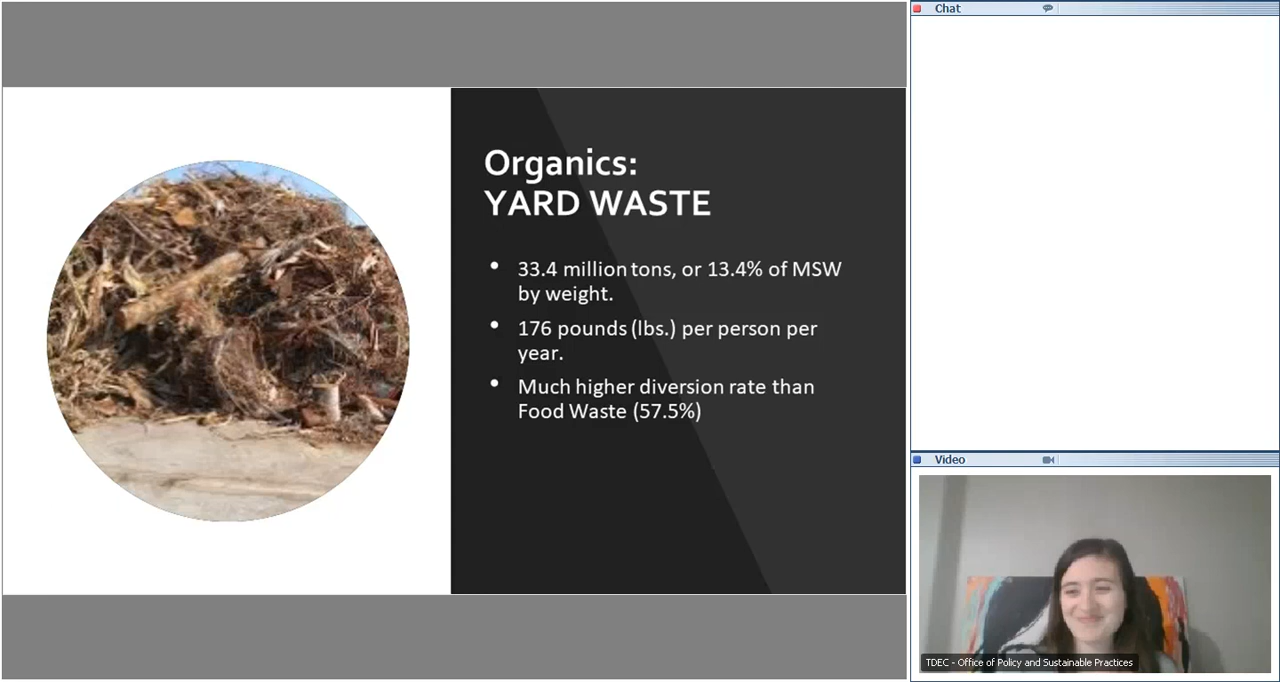 Organics:
YARD WASTE
• 33.4 million tons, or 13.4% of MSW
by weight.
• 176 pounds (lbs.) per person per
year.
• Much higher diversion rate than
Food Waste (57.5%)
Chat
Video
TDEC - Office of Policy and Sustainable Practices